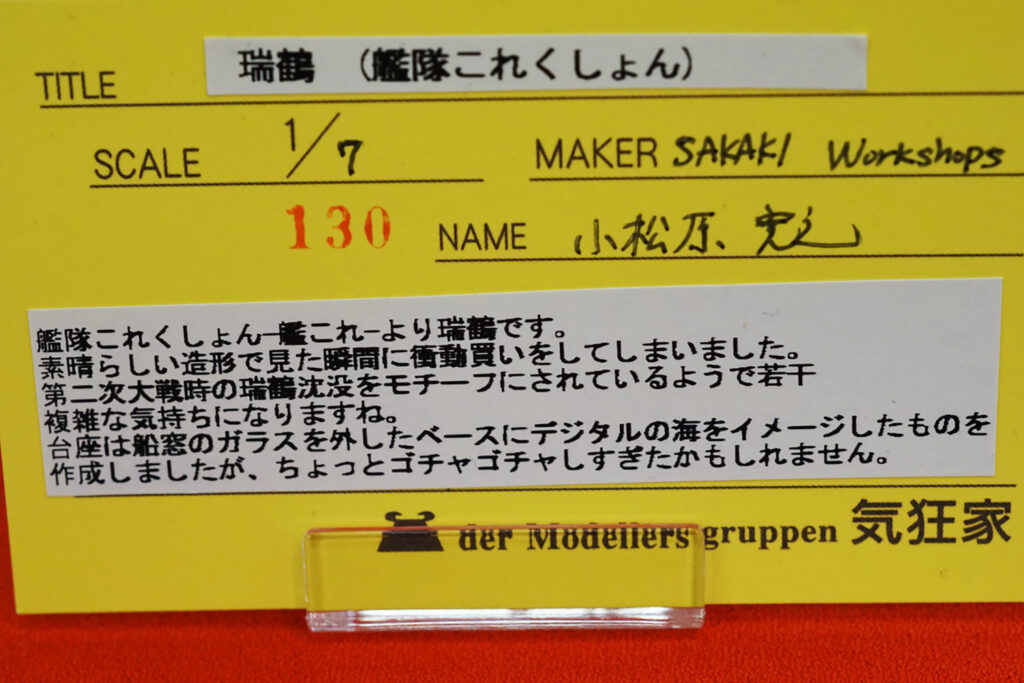 TITLE 瑞鶴 (艦隊これくしょん)
SCALE 1/7 MAKER SAKAKI Workshops
130 NAME 小松原
艦隊これくしょん-艦これ-より瑞鶴です。
素晴らしい造形で見た瞬間に衝動買いをしてしまいました。
第二次大戦時の瑞鶴沈没をモチーフにされているようで若干
複雑な気持ちになりますね。
台座は船窓のガラスを外したベースにデジタルの海をイメージしたものを
作成しましたが、ちょっとゴチャゴチャしすぎたかもしれません。
der Modellers gruppen 気狂家